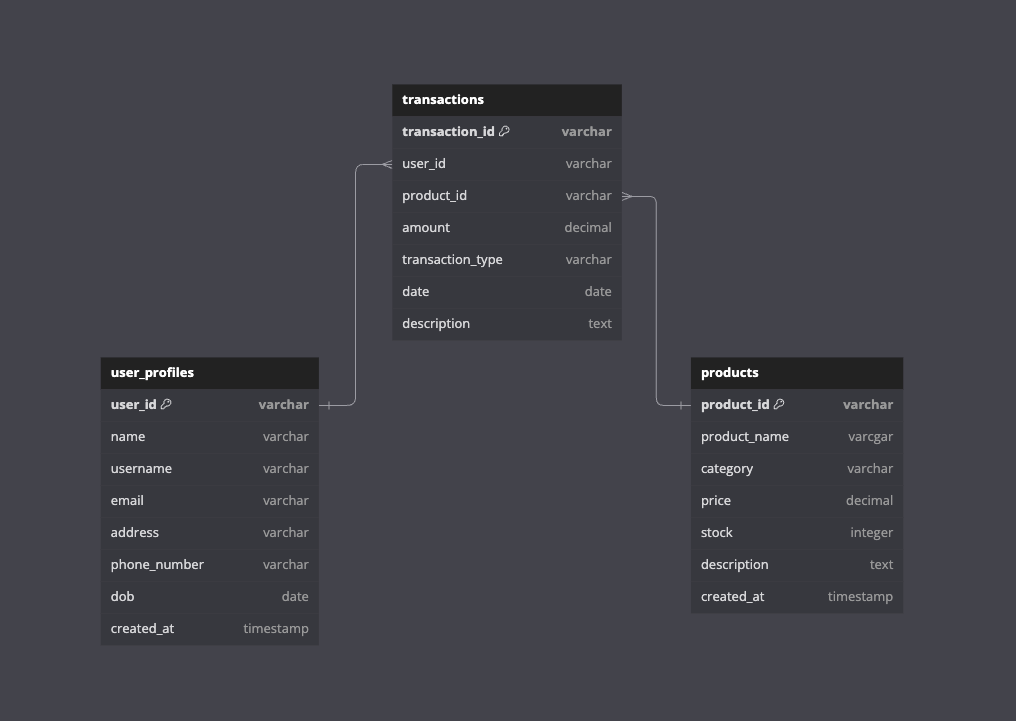 transactions
transaction_id varchar
user_id varchar
product_id varchar
amount decimal
transaction_type varchar
date date
description text
user_profiles
user_id varchar
name varchar
username varchar
email varchar
address varchar
phone_number varchar
dob date
created_at timestamp
products
product_id varchar
product_name varcgar
category varchar
price decimal
stock integer
description text
created_at timestamp